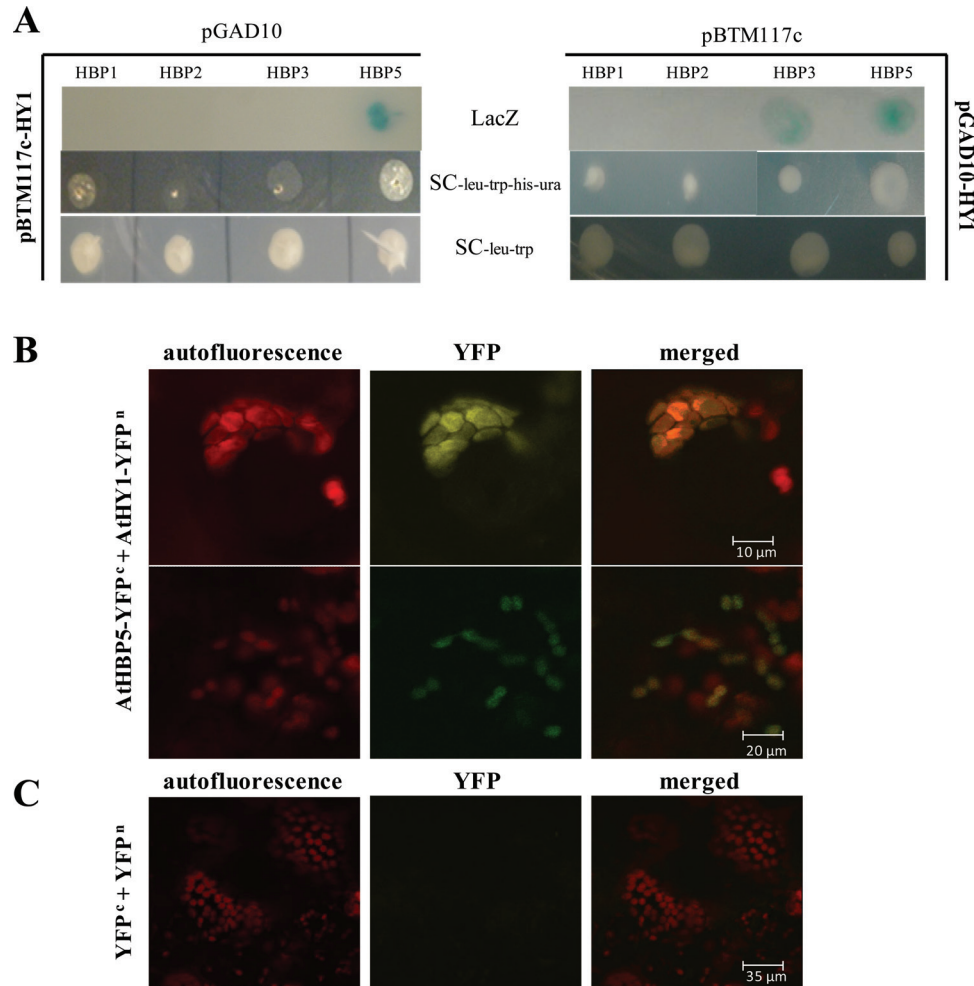 A
pGAD10
HBP1 HBP2 HBP3 HBP5
pBTM117c-HY1
pBTM117c
HBP1 HBP2 HBP3 HBP5
pGAD10-HY1
LacZ
SC-leu-trp-his-ura
SC-leu-trp
B
autofluorescence YFP merged
AtHBP5-YFPᶜ + AtHY1-YFPⁿ
10 µm
20 µm
C
autofluorescence YFP merged
YFPᶜ + YFPⁿ
35 µm